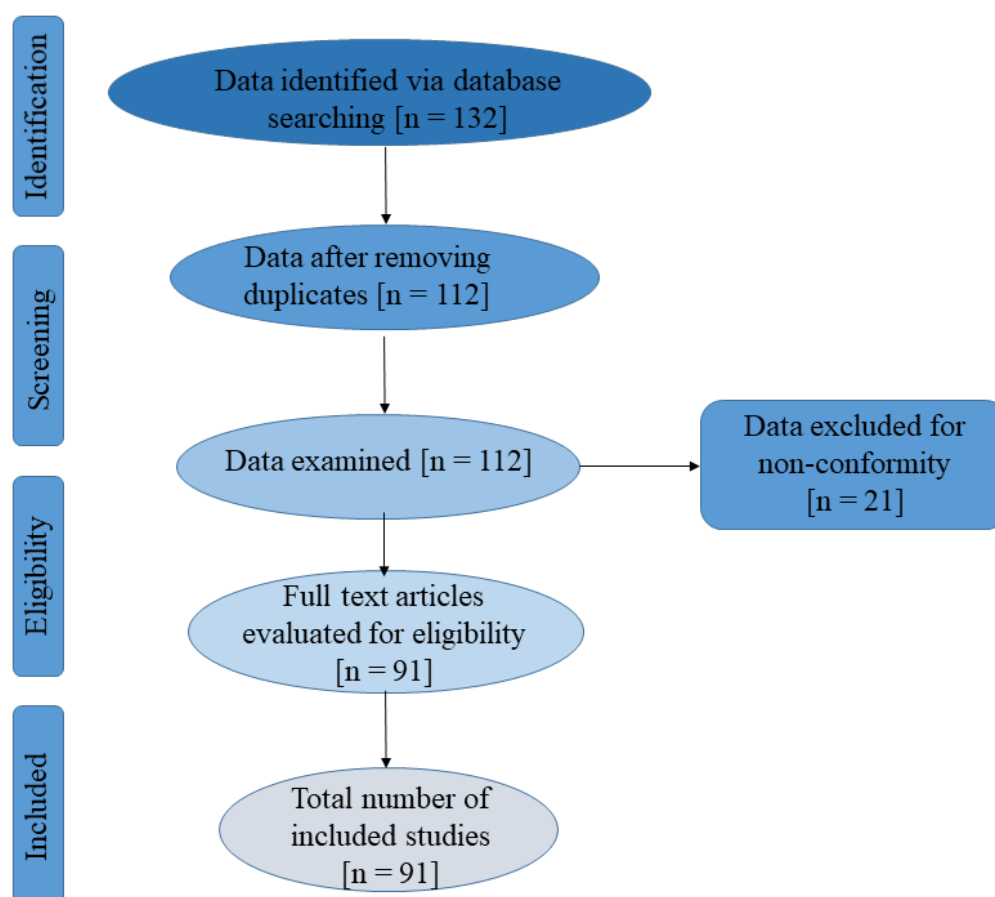 Identification
Data identified via database
searching [n = 132]
Data after removing
duplicates [n = 112]
Screening
Data examined [n = 112]
Data excluded for
non-conformity
[n = 21]
Eligibility
Full text articles
evaluated for eligibility
[n = 91]
Included
Total number of
included studies
[n = 91]